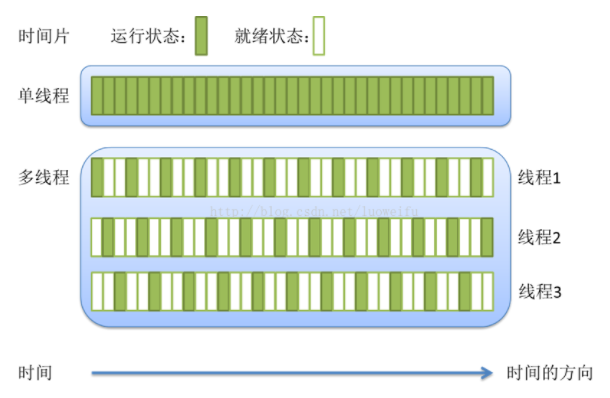 时间片 运行状态： 就绪状态：
单线程
多线程 线程1
http://blog.csdn.net/luoweifu
线程2
线程3
时间 时间的方向